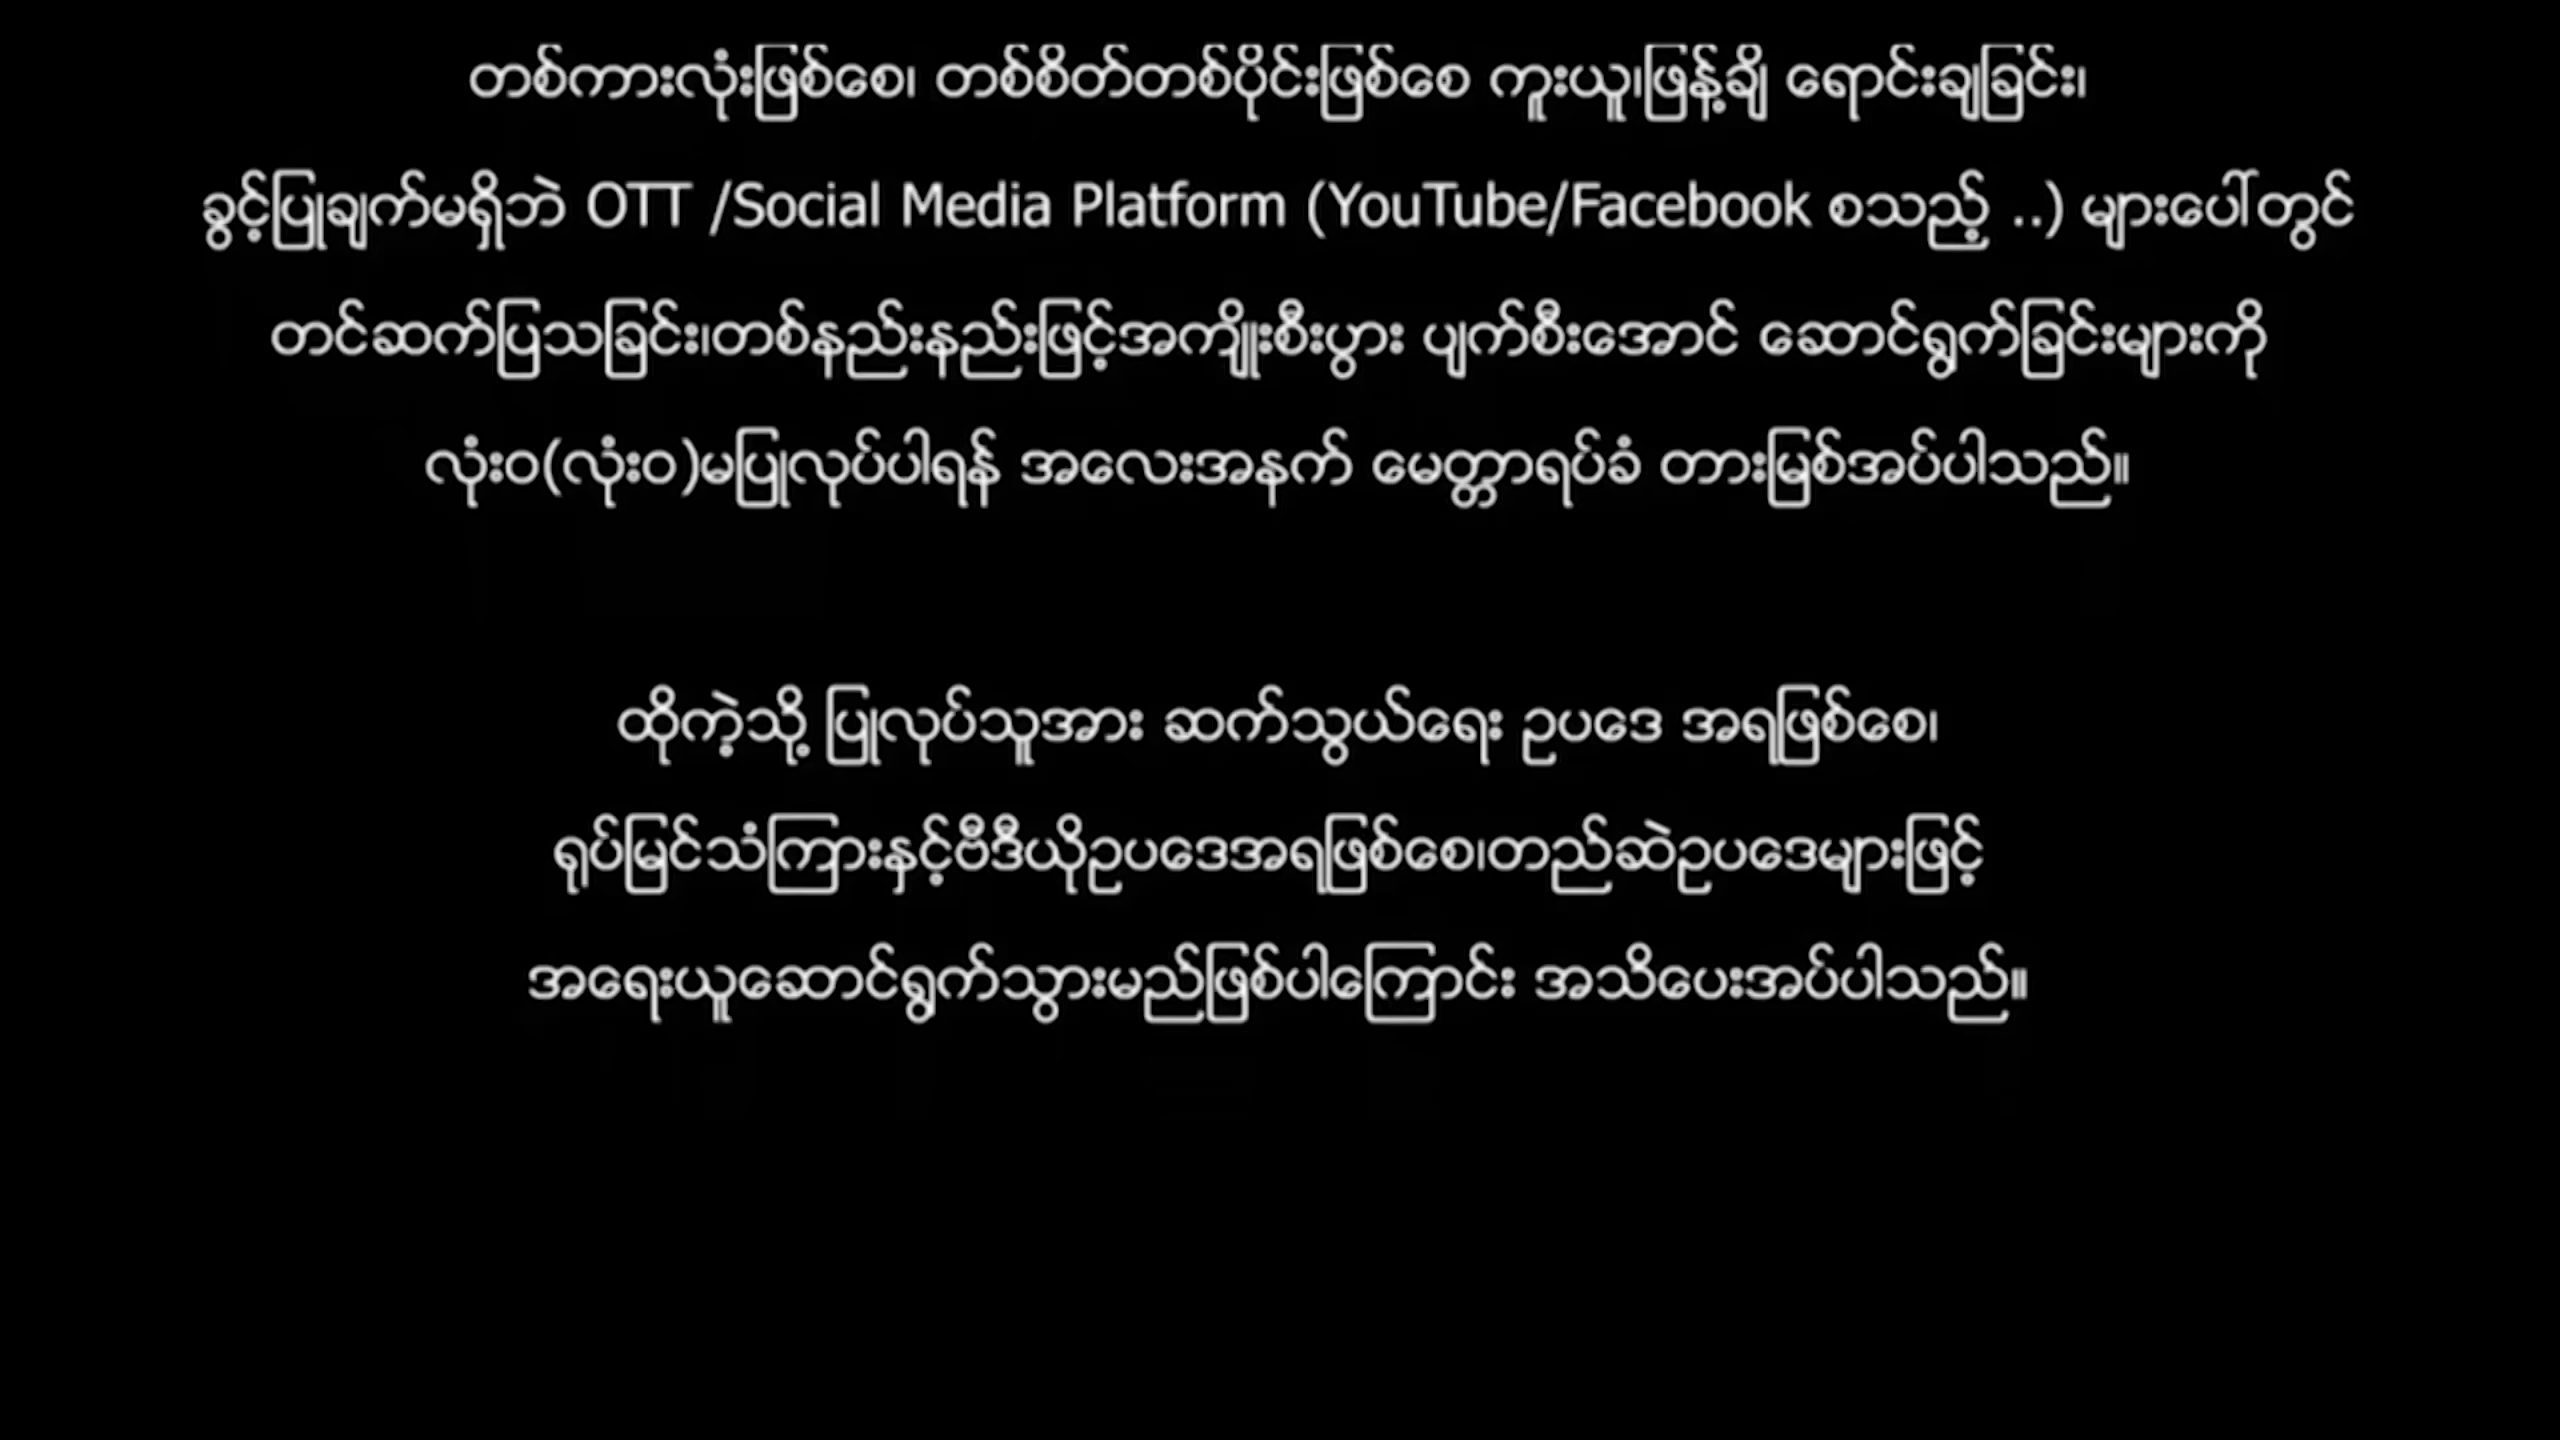 တစ်ကားလုံးဖြစ်စေ၊ တစ်စိတ်တစ်ပိုင်းဖြစ်စေ ကူးယူ၊ဖြန့်ချိ ရောင်းချခြင်း၊
ခွင့်ပြုချက်မရှိဘဲ OTT /Social Media Platform (YouTube/Facebook စသည့် ..) များပေါ်တွင်
တင်ဆက်ပြသခြင်း၊တစ်နည်းနည်းဖြင့်အကျိုးစီးပွား ပျက်စီးအောင် ဆောင်ရွက်ခြင်းများကို
လုံးဝ(လုံးဝ)မပြုလုပ်ပါရန် အလေးအနက် မေတ္တာရပ်ခံ တားမြစ်အပ်ပါသည်။
ထိုကဲ့သို့ ပြုလုပ်သူအား ဆက်သွယ်ရေး ဥပဒေ အရဖြစ်စေ၊
ရုပ်မြင်သံကြားနှင့်ဗီဒီယိုဥပဒေအရဖြစ်စေ၊တည်ဆဲဥပဒေများဖြင့်
အရေးယူဆောင်ရွက်သွားမည်ဖြစ်ပါကြောင်း အသိပေးအပ်ပါသည်။